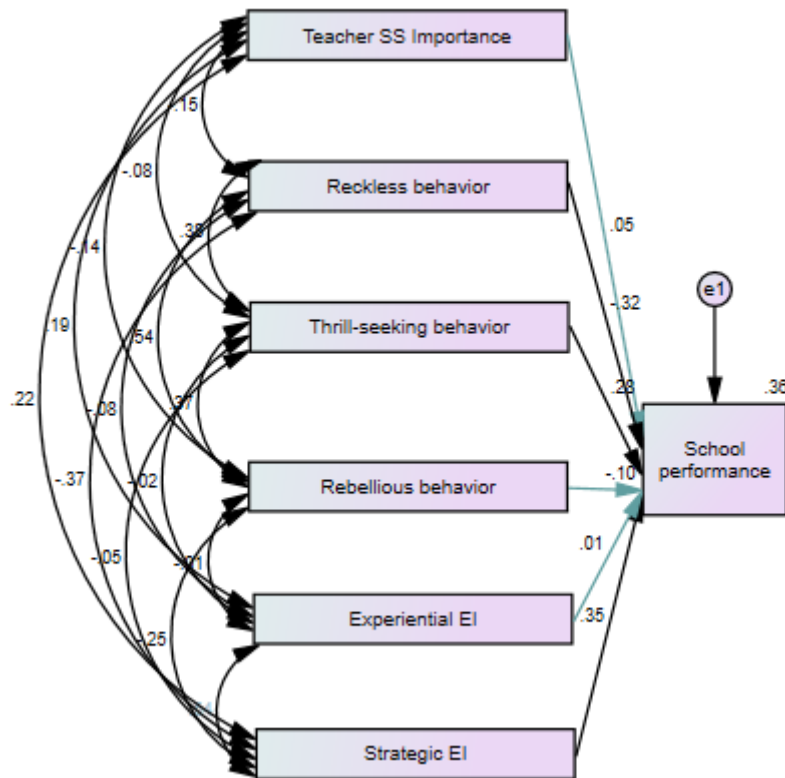 Teacher SS Importance
.15
-.08
Reckless behavior
-.14
.05
e1
-.32
Thrill-seeking behavior
.19
.54
.22
.28
.36
-.08
.37
School
performance
-.37
-.02
Rebellious behavior
-.10
.01
-.05
-.01
Experiential EI
.35
-.25
Strategic EI